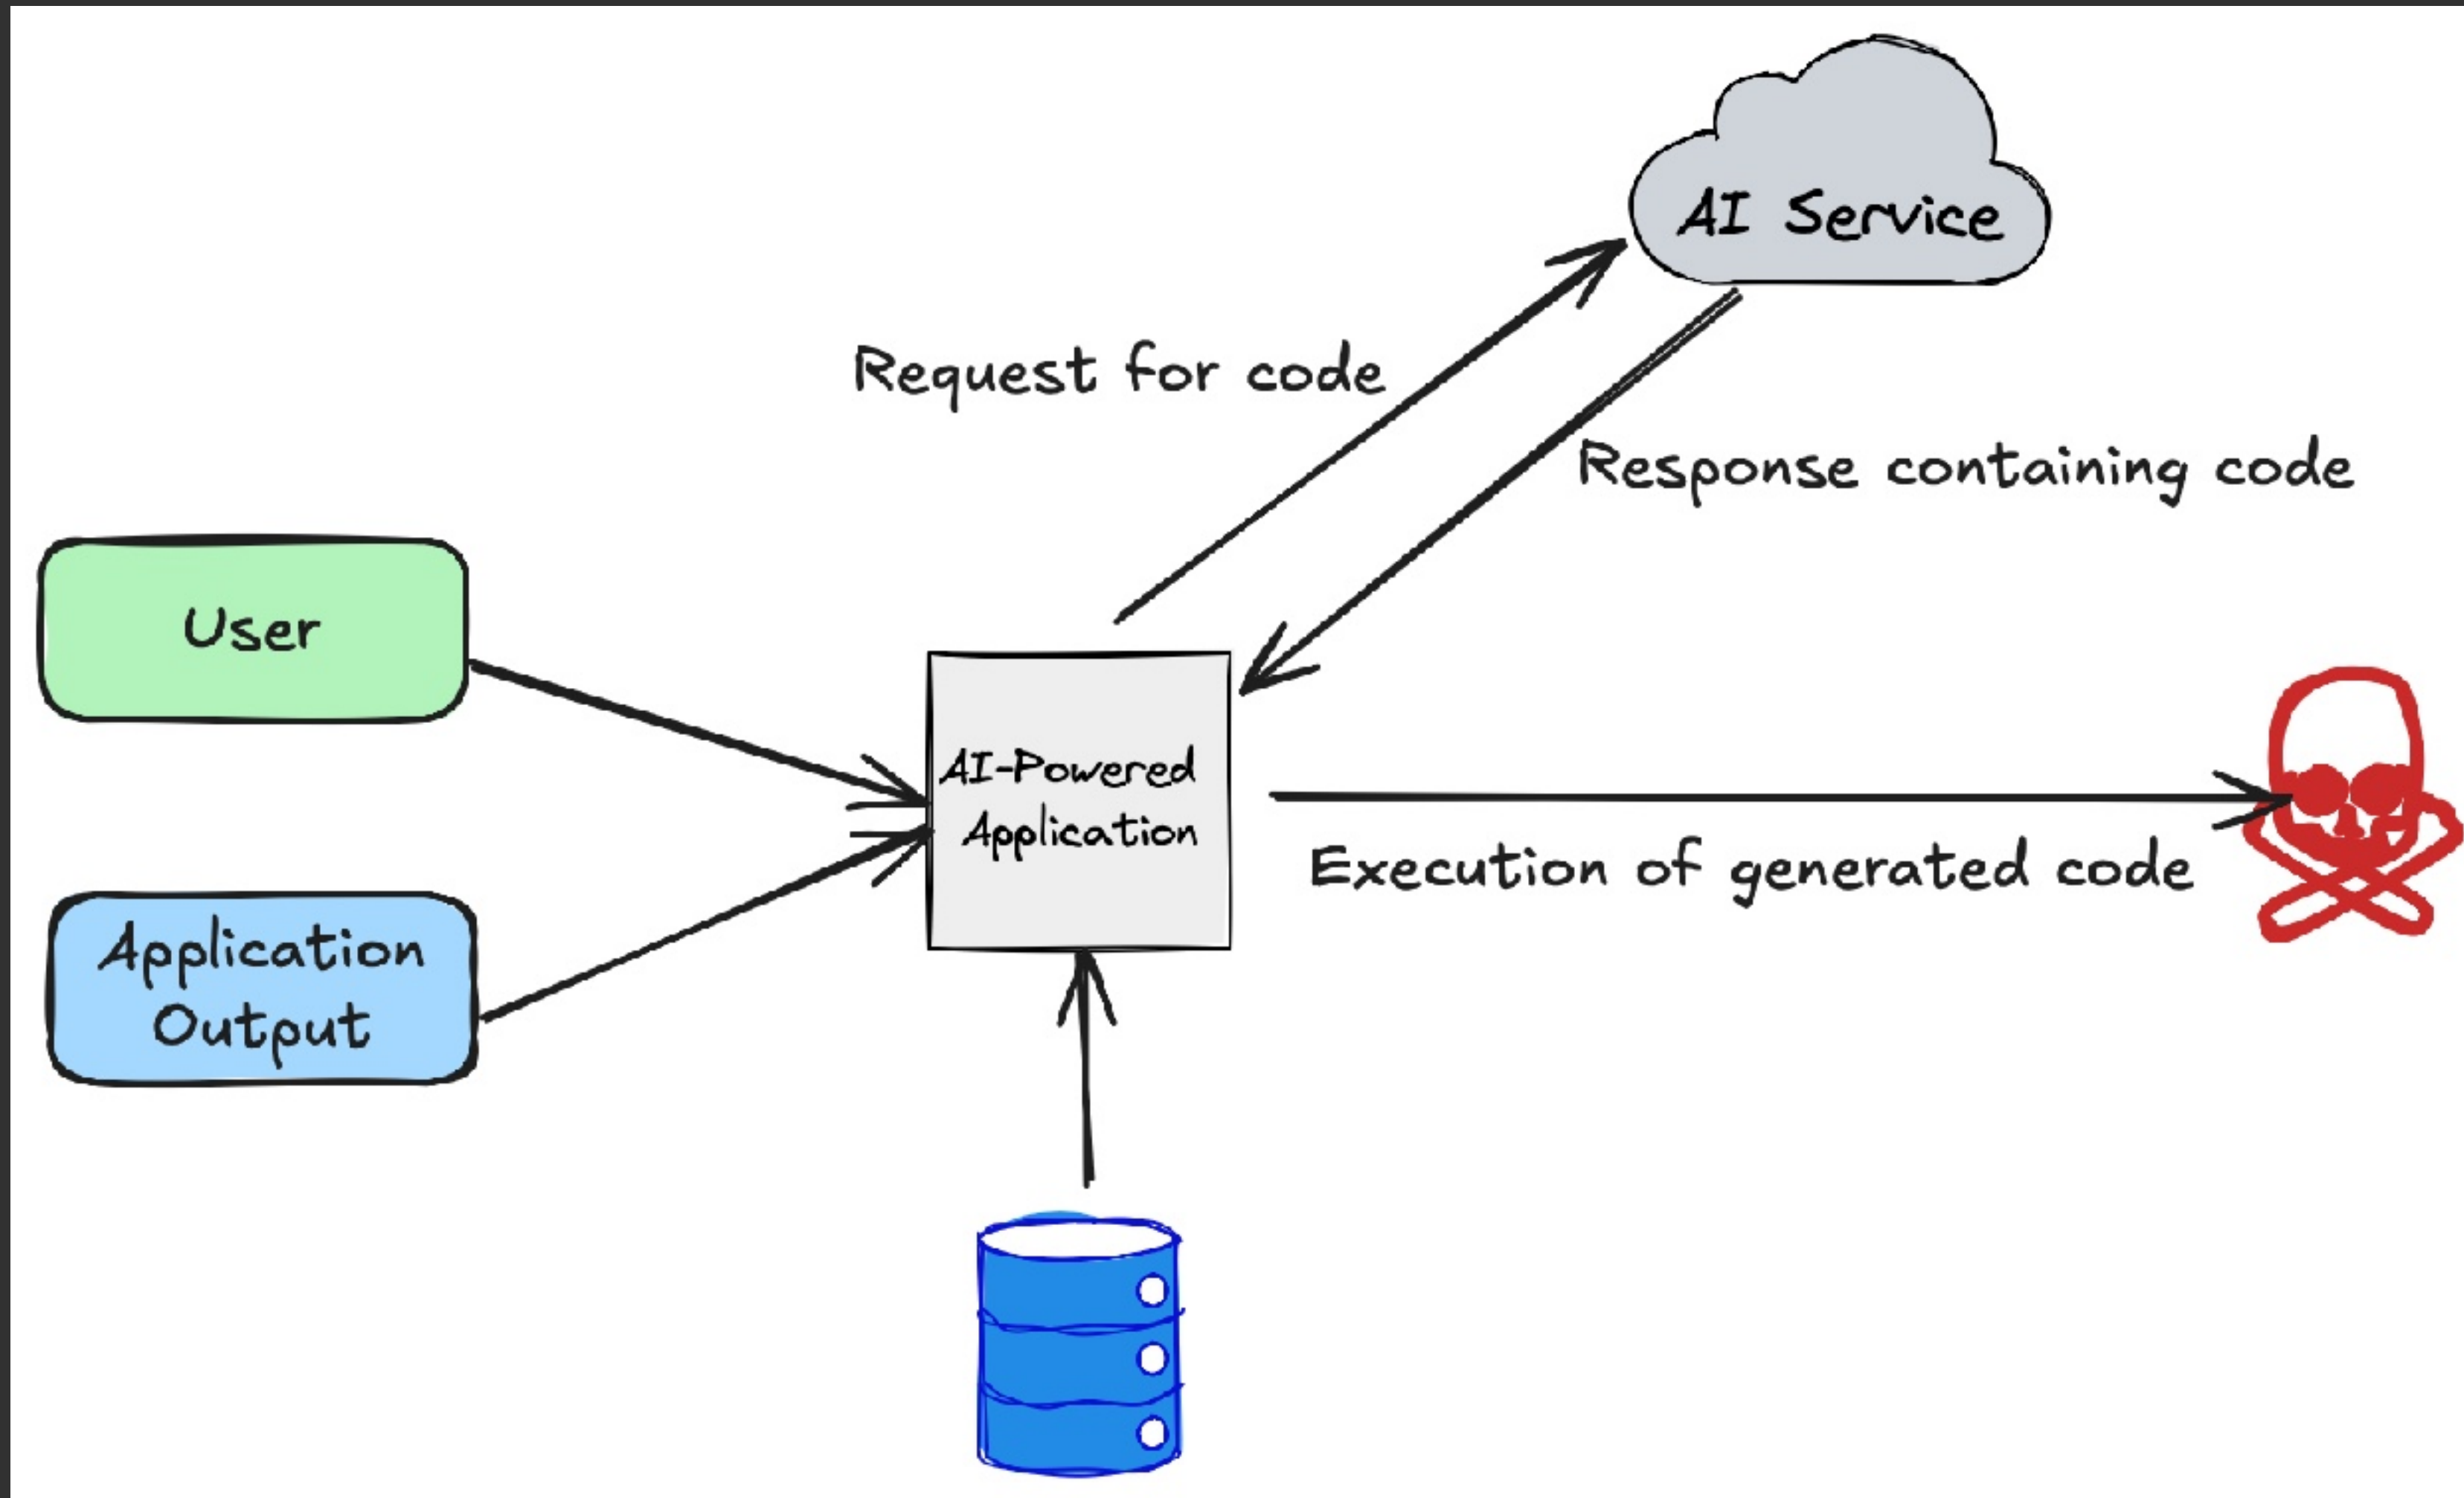 AI Service
Request for code
Response containing code
User
AI-Powered
Application
Execution of generated code
Application
Output